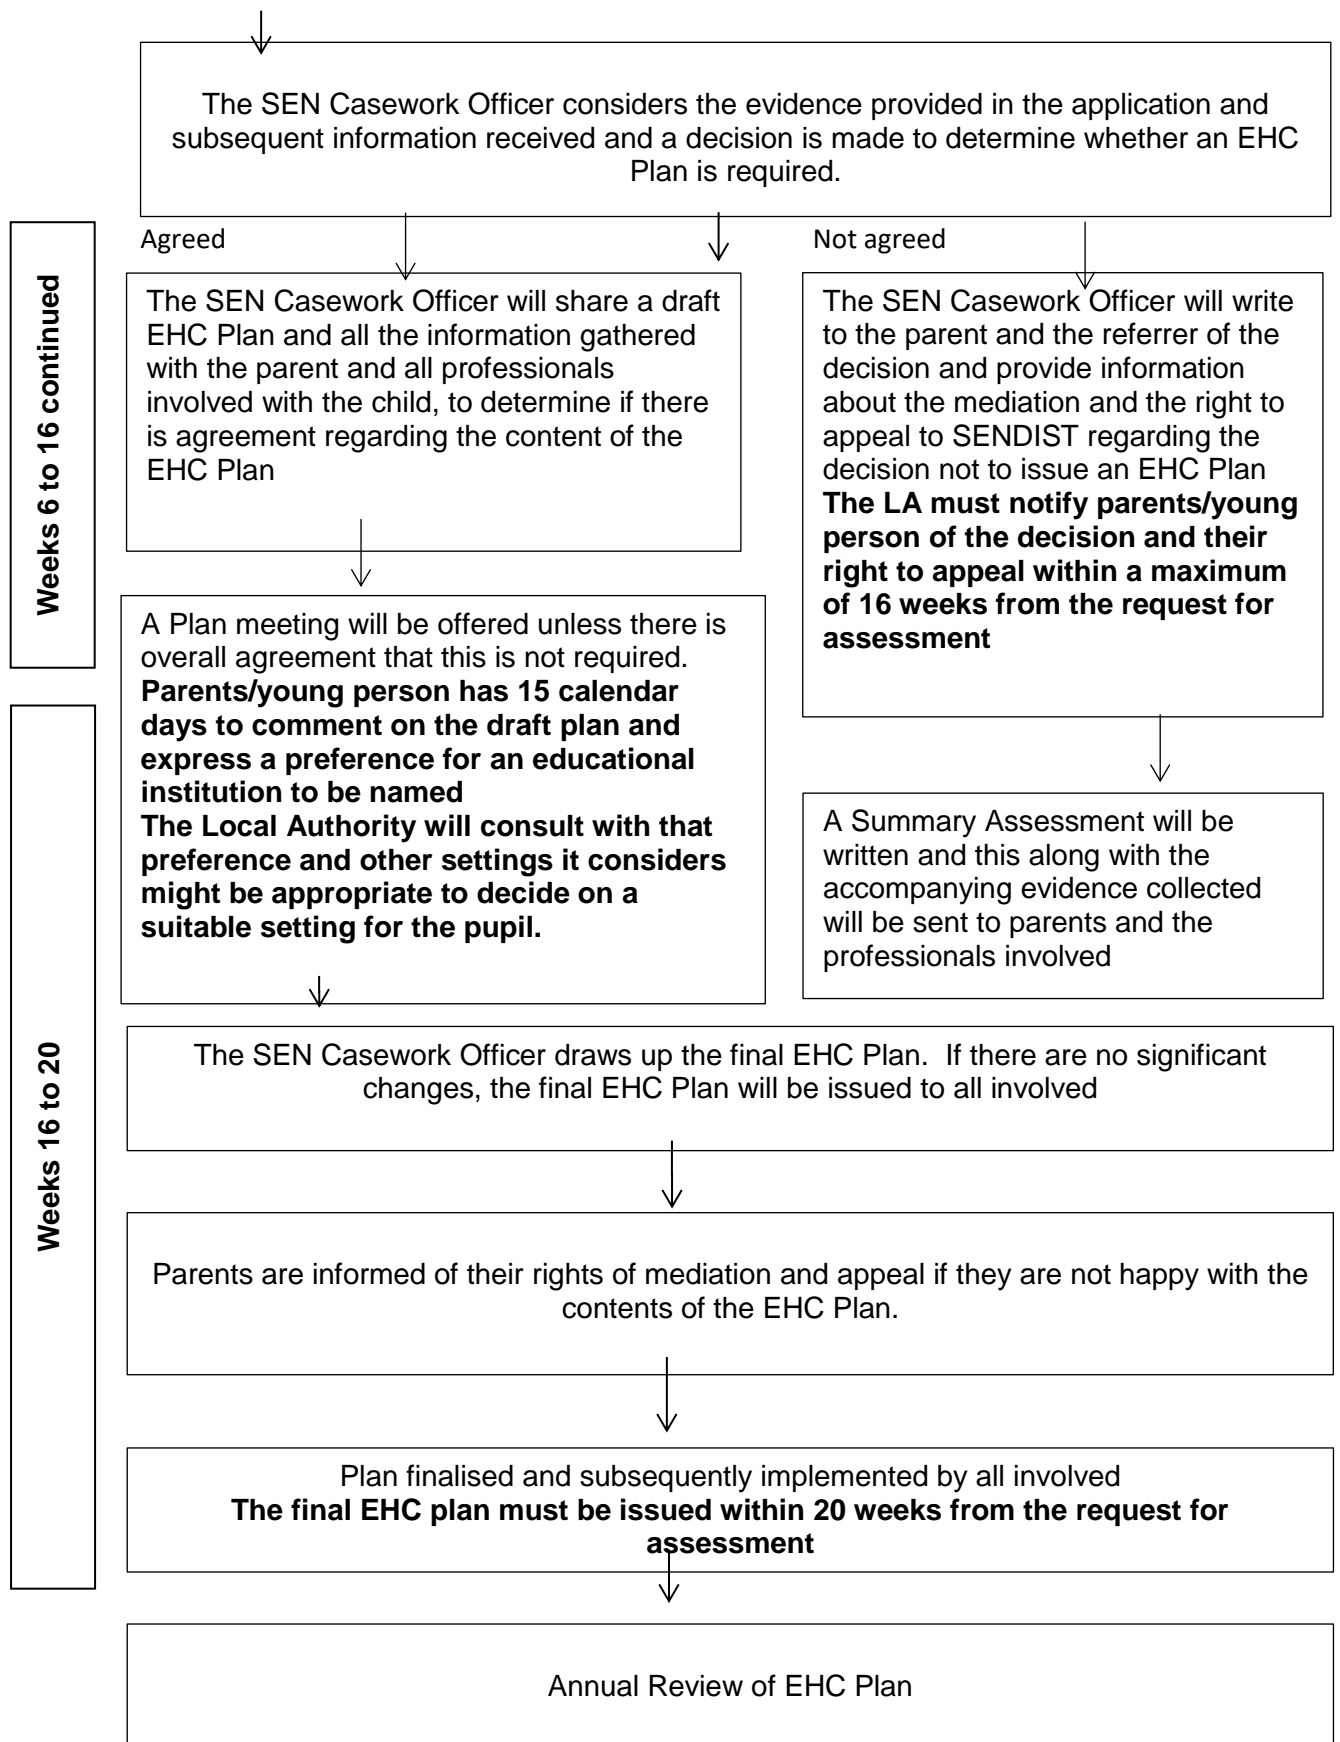 The SEN Casework Officer considers the evidence provided in the application and
subsequent information received and a decision is made to determine whether an EHC
Plan is required.
Weeks 6 to 16 continued
Agreed
The SEN Casework Officer will share a draft
EHC Plan and all the information gathered
with the parent and all professionals
involved with the child, to determine if there
is agreement regarding the content of the
EHC Plan
Not agreed
The SEN Casework Officer will write
to the parent and the referrer of the
decision and provide information
about the mediation and the right to
appeal to SENDIST regarding the
decision not to issue an EHC Plan
The LA must notify parents/young
person of the decision and their
right to appeal within a maximum
of 16 weeks from the request for
assessment
A Plan meeting will be offered unless there is
overall agreement that this is not required.
Parents/young person has 15 calendar
days to comment on the draft plan and
express a preference for an educational
institution to be named
The Local Authority will consult with that
preference and other settings it considers
might be appropriate to decide on a
suitable setting for the pupil.
A Summary Assessment will be
written and this along with the
accompanying evidence collected
will be sent to parents and the
professionals involved
Weeks 16 to 20
The SEN Casework Officer draws up the final EHC Plan.  If there are no significant
changes, the final EHC Plan will be issued to all involved
Parents are informed of their rights of mediation and appeal if they are not happy with the
contents of the EHC Plan.
Plan finalised and subsequently implemented by all involved
The final EHC plan must be issued within 20 weeks from the request for
assessment
Annual Review of EHC Plan